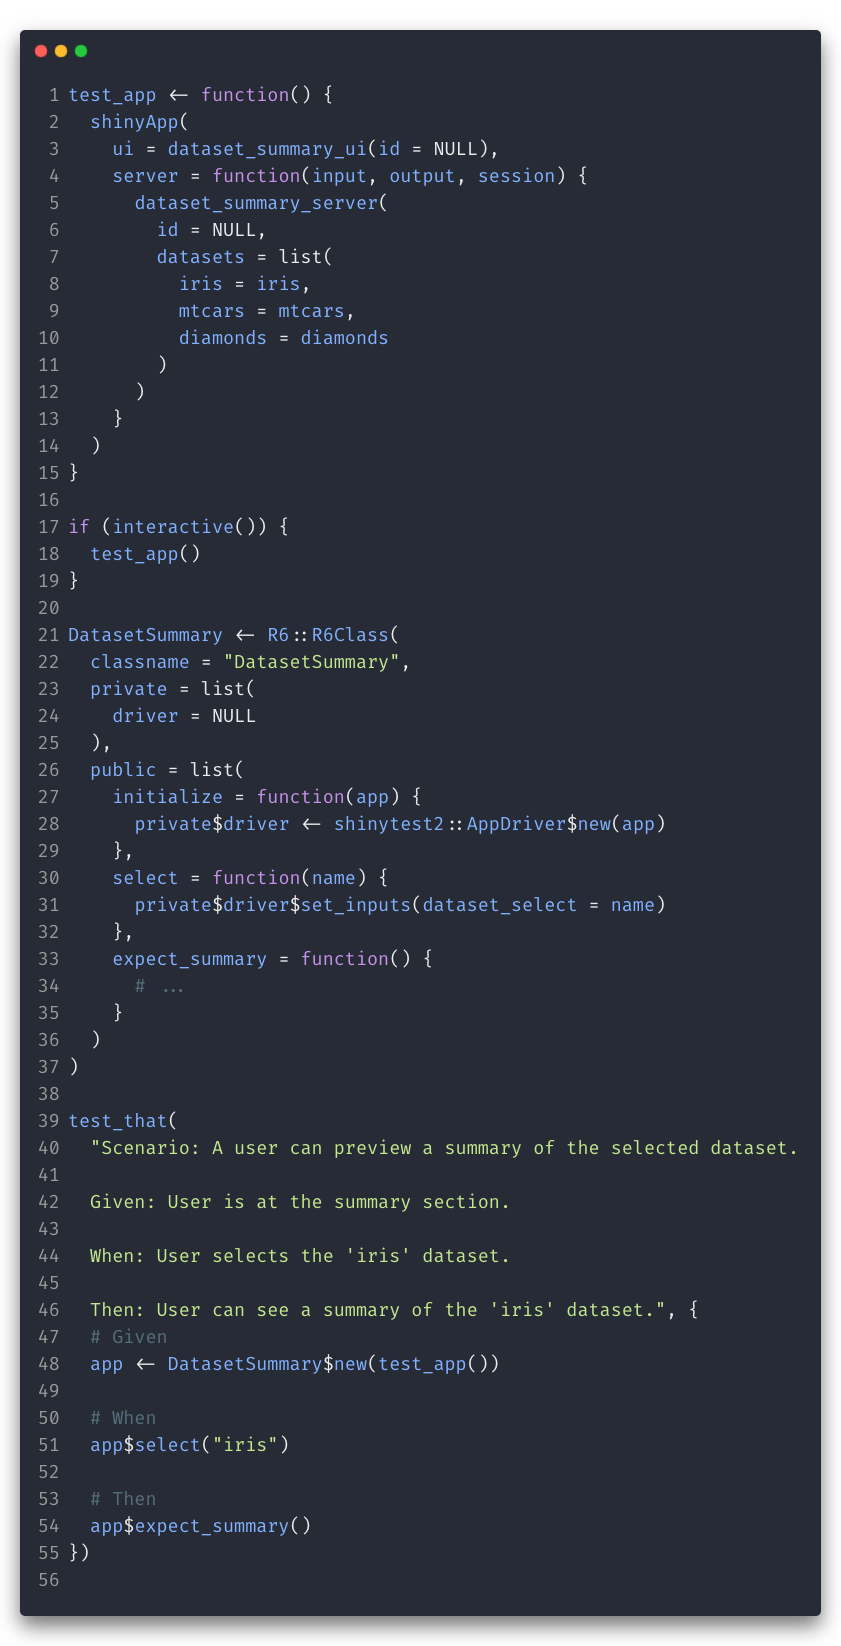 1 test_app <- function() {
2   shinyApp(
3     ui = dataset_summary_ui(id = NULL),
4     server = function(input, output, session) {
5       dataset_summary_server(
6         id = NULL,
7         datasets = list(
8           iris = iris,
9           mtcars = mtcars,
10           diamonds = diamonds
11         )
12       )
13     }
14   )
15 }
16
17 if (interactive()) {
18   test_app()
19 }
20
21 DatasetSummary <- R6::R6Class(
22   classname = "DatasetSummary",
23   private = list(
24     driver = NULL
25   ),
26   public = list(
27     initialize = function(app) {
28       private$driver <- shinytest2::AppDriver$new(app)
29     },
30     select = function(name) {
31       private$driver$set_inputs(dataset_select = name)
32     },
33     expect_summary = function() {
34       # ...
35     }
36   )
37 )
38
39 test_that(
40   "Scenario: A user can preview a summary of the selected dataset.
41
42   Given: User is at the summary section.
43
44   When: User selects the 'iris' dataset.
45
46   Then: User can see a summary of the 'iris' dataset.", {
47   # Given
48   app <- DatasetSummary$new(test_app())
49
50   # When
51   app$select("iris")
52
53   # Then
54   app$expect_summary()
55 })
56